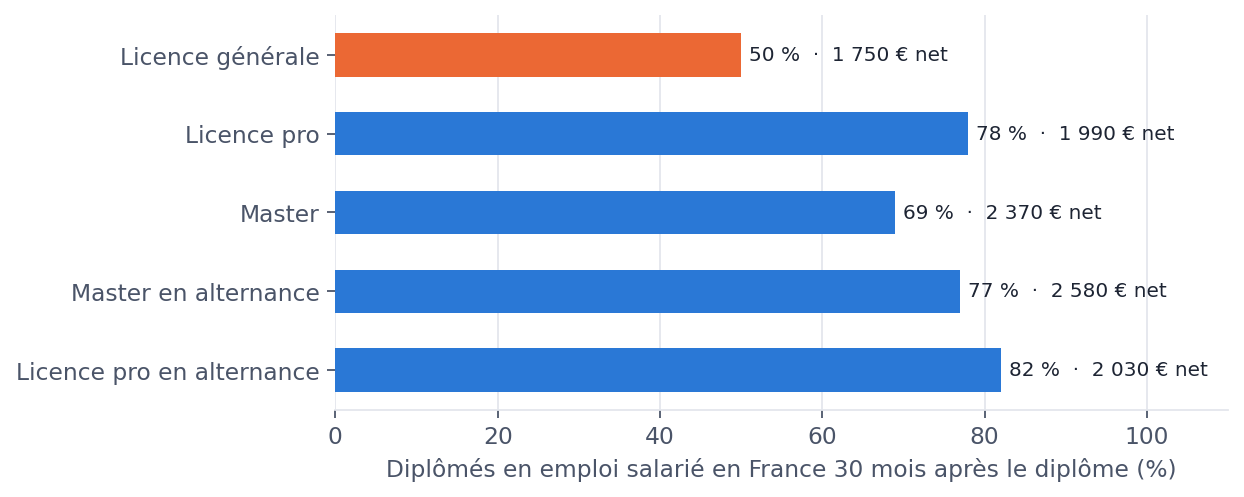 Licence générale 50 % · 1 750 € net
Licence pro 78 % · 1 990 € net
Master 69 % · 2 370 € net
Master en alternance 77 % · 2 580 € net
Licence pro en alternance 82 % · 2 030 € net
0 20 40 60 80 100
Diplômés en emploi salarié en France 30 mois après le diplôme (%)